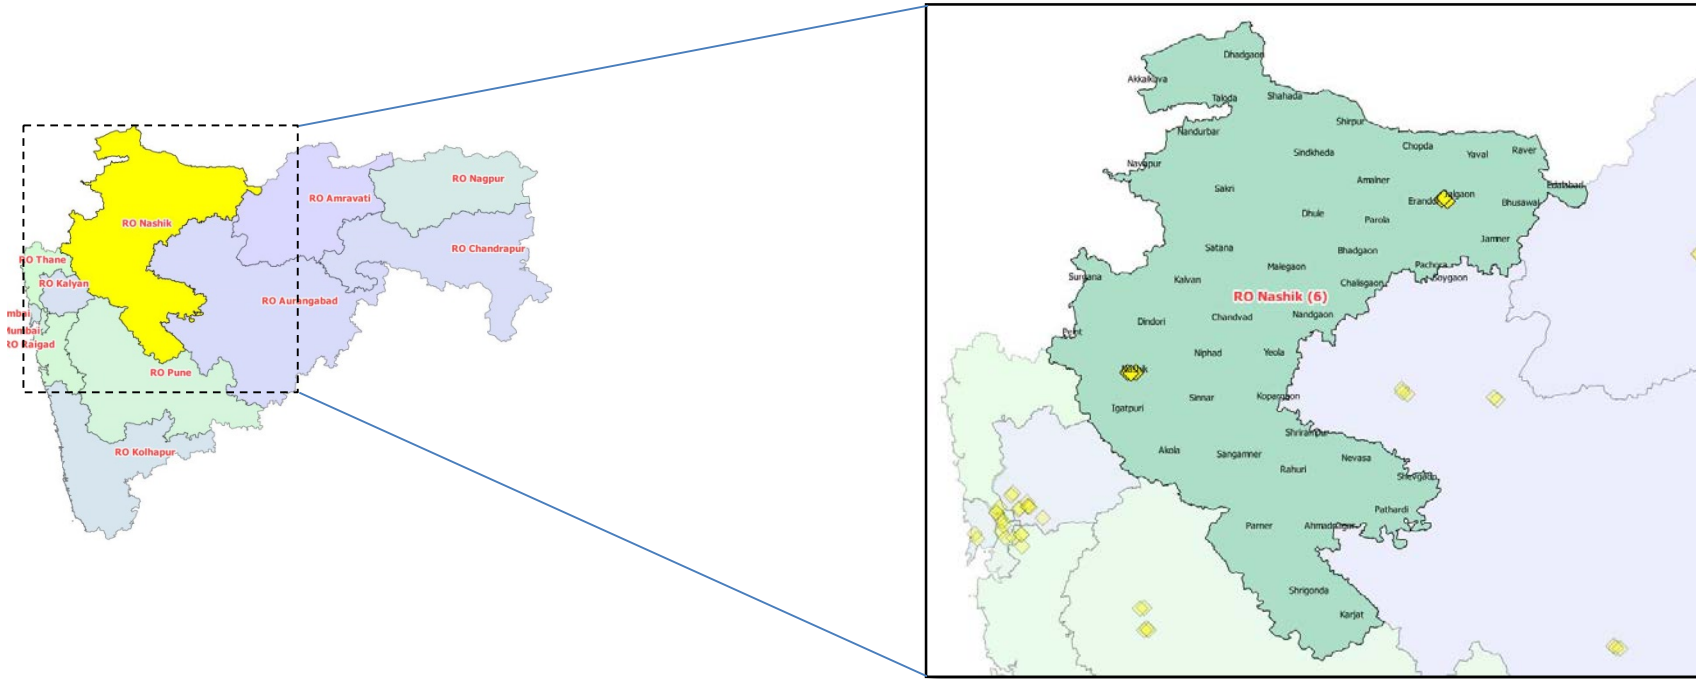 RO Nagpur
RO Amravati
RO Nashik
RO Chandrapur
RO Thane
RO Kalyan
RO Aurangabad
RO Raigad
RO Pune
RO Kolhapur
Dhadgaon
Akkalkuva
Taloda
Shahada
Shirpur
Nandurbar
Chopda
Sindkheda
Yaval
Raver
Navapur
Amalner
Sakri
Edalabad
Jalgaon
Bhusawal
Dhule
Parola
Jamner
Satana
Bhadgaon
Malegaon
Pachora
Soygaon
Surgana
Kalvan
Chalisgaon
RO Nashik (6)
Dindori
Chandvad
Nandgaon
Peint
Niphad
Yeola
Sinnar
Kopargaon
Igatpuri
Shrirampur
Akola
Sangamner
Nevasa
Rahuri
Shevgaon
Pathardi
Parner
Shrigonda
Karjat